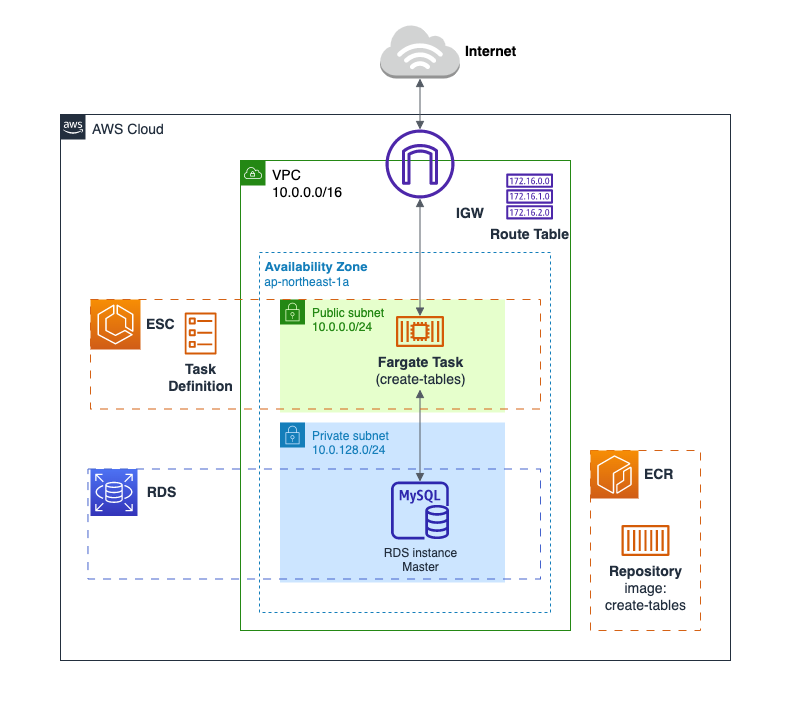 Internet
aws
AWS Cloud
VPC
10.0.0.0/16
172.16.0.0
172.16.1.0
172.16.2.0
IGW
Route Table
Availability Zone
ap-northeast-1a
ESC
Task
Definition
Public subnet
10.0.0.0/24
Fargate Task
(create-tables)
Private subnet
10.0.128.0/24
RDS
MySQL
RDS instance
Master
ECR
Repository
image:
create-tables